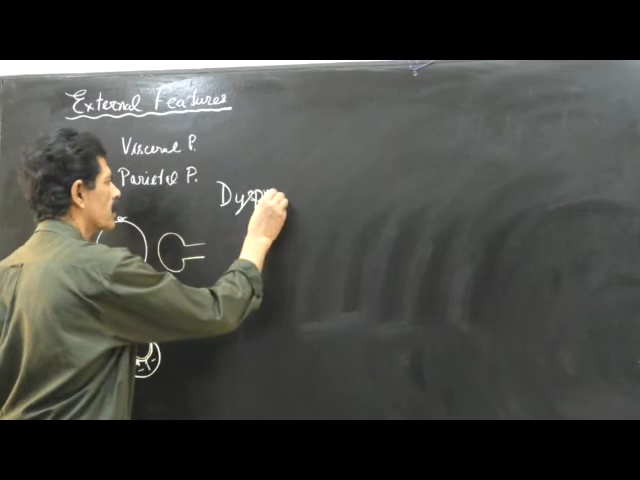 External Features
Visceral P.
Parietal P.
Dysp